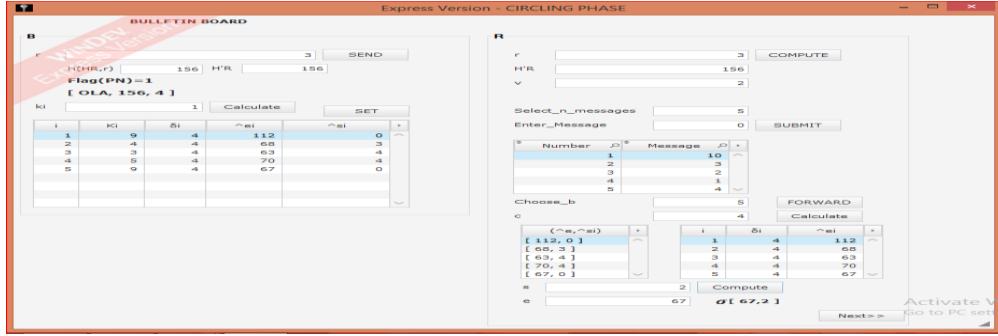 Express Version - CIRCLING PHASE
BULLETIN BOARD
WINDEV
Express Version
B
r 3 SEND
H(HR,r) 156 H'R 156
Flag(PN)=1
[ OLA, 156, 4 ]
ki 1 Calculate SET
i Ki δi ^ei ^si
1 9 4 112 0
2 4 4 68 3
3 3 4 63 4
4 5 4 70 4
5 9 4 67 0
R
r 3 COMPUTE
H'R 156
v 2
Select_n_messages 5
Enter_Message 0 SUBMIT
Number Message
1 10
2 3
3 2
4 1
5 4
Choose_b 5 FORWARD
c 4 Calculate
(^e,^si)
[ 112, 0 ]
[ 68, 3 ]
[ 63, 4 ]
[ 70, 4 ]
[ 67, 0 ]
i δi ^ei
1 4 112
2 4 68
3 4 63
4 4 70
5 4 67
s 2 Compute
e 67 σ[ 67,2 ]
Next>>
Activate W
Go to PC set